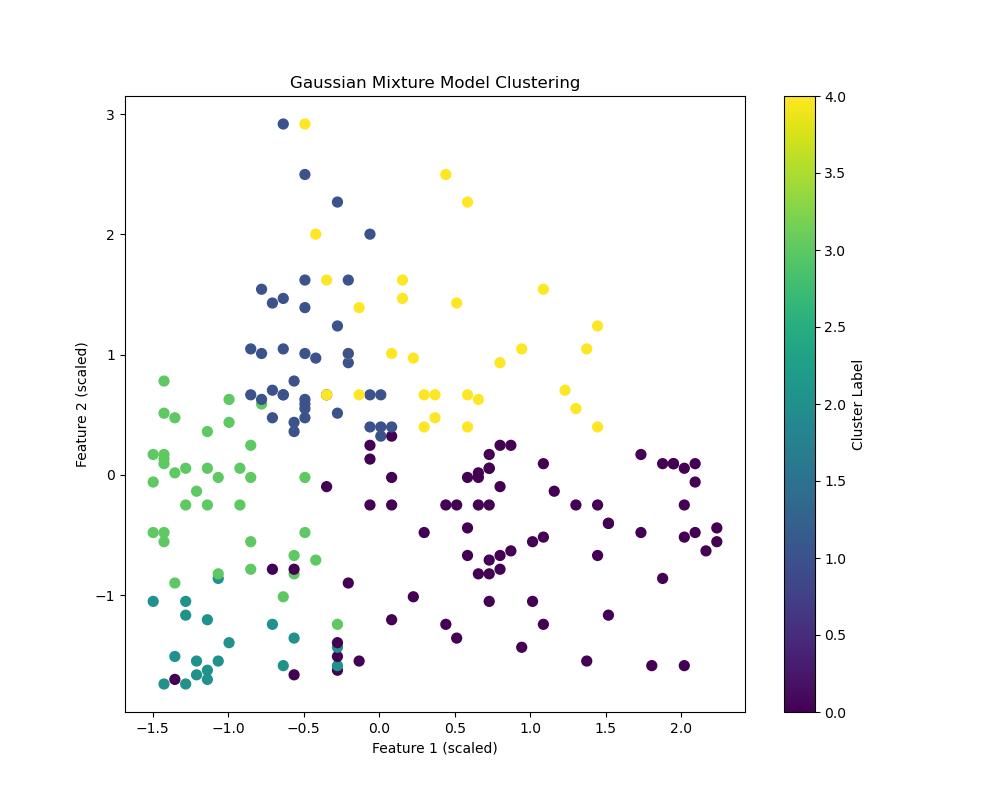 Gaussian Mixture Model Clustering
3
2
1
0
−1
Feature 2 (scaled)
−1.5 −1.0 −0.5 0.0 0.5 1.0 1.5 2.0
Feature 1 (scaled)
4.0
3.5
3.0
2.5
2.0
1.5
1.0
0.5
0.0
Cluster Label